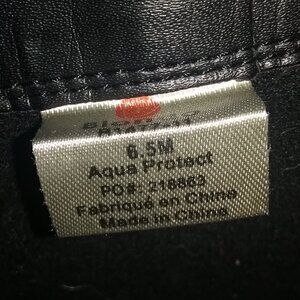 6.5M
Aqua Protect
PO#: 218863
Fabriqué en Chine
Made in China